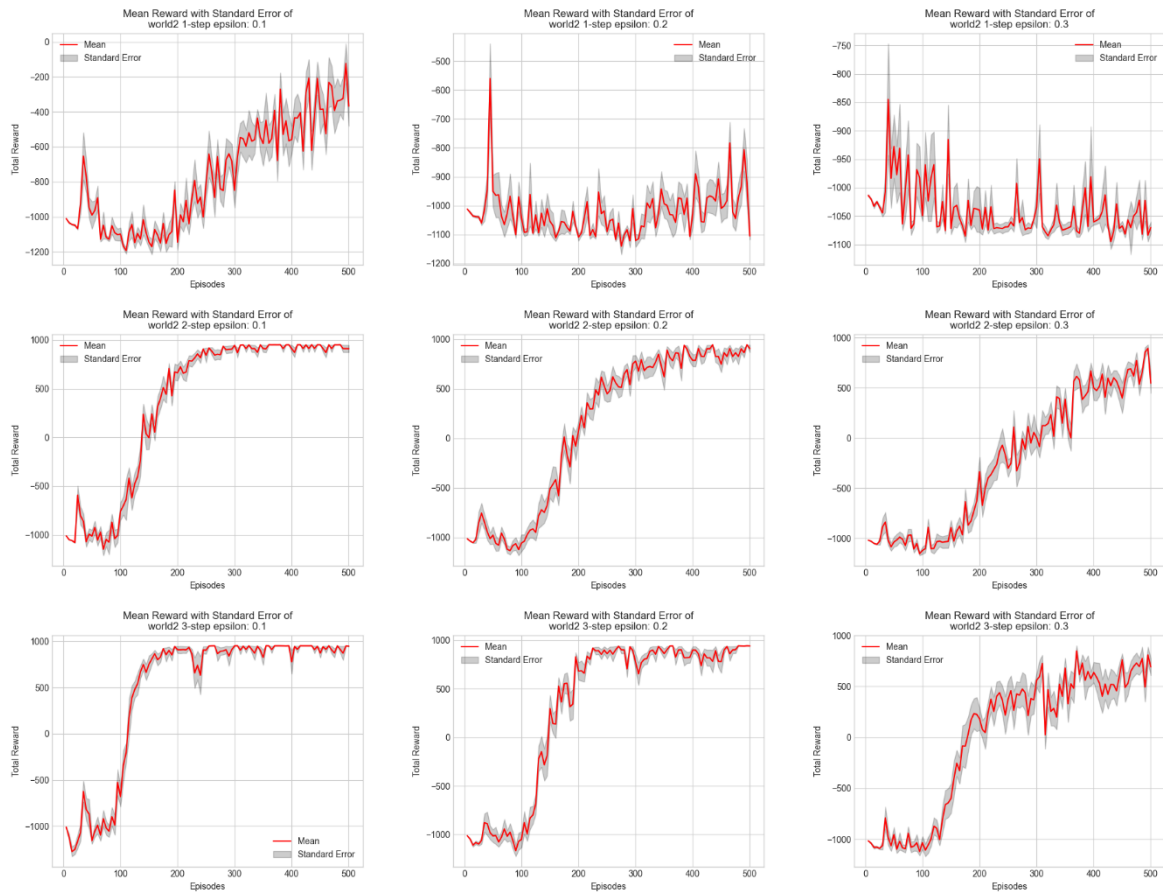 Mean Reward with Standard Error of
world2 1-step epsilon: 0.1
Mean
Standard Error
Total Reward
0
−200
−400
−600
−800
−1000
−1200
0 100 200 300 400 500
Episodes
Mean Reward with Standard Error of
world2 1-step epsilon: 0.2
Mean
Standard Error
Total Reward
−500
−600
−700
−800
−900
−1000
−1100
−1200
0 100 200 300 400 500
Episodes
Mean Reward with Standard Error of
world2 1-step epsilon: 0.3
Mean
Standard Error
Total Reward
−750
−800
−850
−900
−950
−1000
−1050
−1100
0 100 200 300 400 500
Episodes
Mean Reward with Standard Error of
world2 2-step epsilon: 0.1
Mean
Standard Error
Total Reward
1000
500
0
−500
−1000
0 100 200 300 400 500
Episodes
Mean Reward with Standard Error of
world2 2-step epsilon: 0.2
Mean
Standard Error
Total Reward
1000
500
0
−500
−1000
0 100 200 300 400 500
Episodes
Mean Reward with Standard Error of
world2 2-step epsilon: 0.3
Mean
Standard Error
Total Reward
1000
500
0
−500
−1000
0 100 200 300 400 500
Episodes
Mean Reward with Standard Error of
world2 3-step epsilon: 0.1
Total Reward
1000
500
0
−500
−1000
Mean
Standard Error
0 100 200 300 400 500
Episodes
Mean Reward with Standard Error of
world2 3-step epsilon: 0.2
Mean
Standard Error
Total Reward
1000
500
0
−500
−1000
0 100 200 300 400 500
Episodes
Mean Reward with Standard Error of
world2 3-step epsilon: 0.3
Mean
Standard Error
Total Reward
1000
500
0
−500
−1000
0 100 200 300 400 500
Episodes